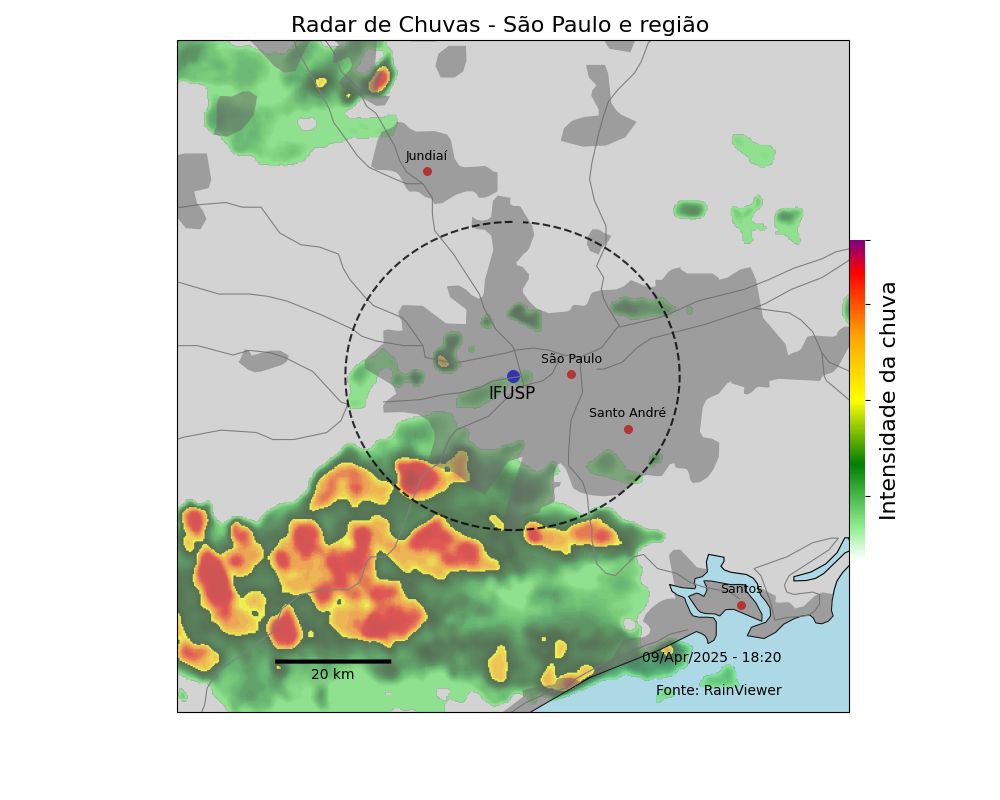 Radar de Chuvas - São Paulo e região
Jundiaí
São Paulo
IFUSP
Santo André
Intensidade da chuva
Santos
09/Apr/2025 - 18:20
20 km
Fonte: RainViewer